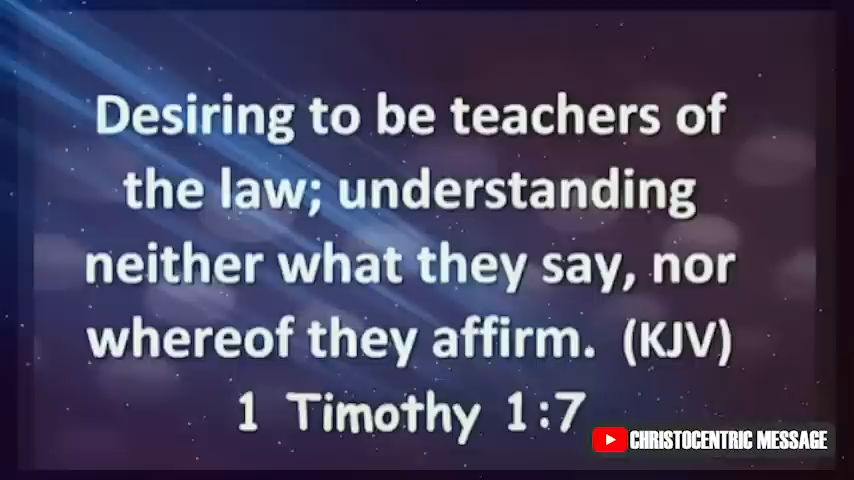 Desiring to be teachers of
the law; understanding
neither what they say, nor
whereof they affirm. (KJV)
1 Timothy 1:7
CHRISTOCENTRIC MESSAGE